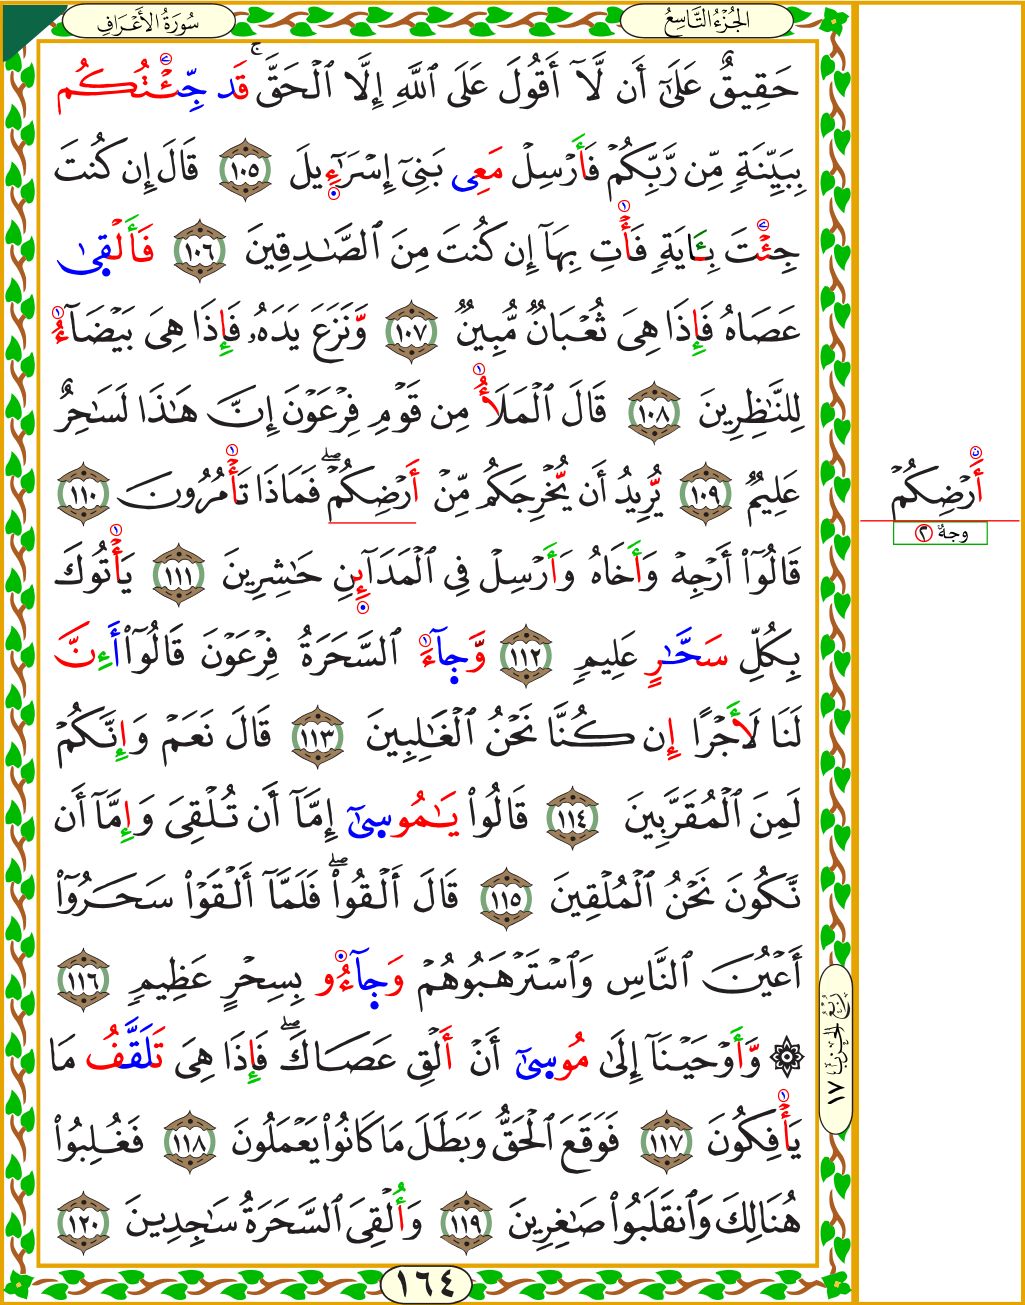 الجُزْءُ التَّاسِعُ
سُورَةُ الأَعْرَافِ
حَقِيقٌ عَلَىٰٓ أَن لَّآ أَقُولَ عَلَى ٱللَّهِ إِلَّا ٱلْحَقَّۚ قَد جِّئْتُكُم
بِبَيِّنَةٍ مِّن رَّبِّكُمْ فَأَرْسِلْ مَعِى بَنِىٓ إِسْرَـٰٓءِيلَ ١٠٥ قَالَ إِن كُنتَ
جِئْتَ بِـَٔايَةٍ فَأْتِ بِهَآ إِن كُنتَ مِنَ ٱلصَّـٰدِقِينَ ١٠٦ فَأَلْقِىٰ
عَصَاهُ فَإِذَا هِىَ ثُعْبَانٌ مُّبِينٌ ١٠٧ وَّنَزَعَ يَدَهُۥ فَإِذَا هِىَ بَيْضَآءُ
لِلنَّـٰظِرِينَ ١٠٨ قَالَ ٱلْمَلَأُ مِن قَوْمِ فِرْعَوْنَ إِنَّ هَـٰذَا لَسَـٰحِرٌ
عَلِيمٌ ١٠٩ يُّرِيدُ أَن يُّخْرِجَكُم مِّنْ أَرْضِكُمْۖ فَمَاذَا تَأْمُرُونَ ١١٠
أَرْضِكُمْ
وجهٌ ٢
قَالُوٓا۟ أَرْجِهْ وَأَخَاهُ وَأَرْسِلْ فِى ٱلْمَدَآئِنِ حَـٰشِرِينَ ١١١ يَأْتُوكَ
بِكُلِّ سَحَّـٰرٍ عَلِيمٍ ١١٢ وَّجِآءَ ٱلسَّحَرَةُ فِرْعَوْنَ قَالُوٓا۟ أَءِنَّ
لَنَا لَأَجْرًا إِن كُنَّا نَحْنُ ٱلْغَـٰلِبِينَ ١١٣ قَالَ نَعَمْ وَإِنَّكُمْ
لَمِنَ ٱلْمُقَرَّبِينَ ١١٤ قَالُوا۟ يَـٰمُوسِىٰٓ إِمَّآ أَن تُلْقِىَ وَإِمَّآ أَن
نَّكُونَ نَحْنُ ٱلْمُلْقِينَ ١١٥ قَالَ أَلْقُوا۟ۖ فَلَمَّآ أَلْقَوْا۟ سَحَرُوٓا۟
أَعْيُنَ ٱلنَّاسِ وَٱسْتَرْهَبُوهُمْ وَجِآءُو بِسِحْرٍ عَظِيمٍ ١١٦
۞ وَّأَوْحَيْنَآ إِلَىٰ مُوسِىٰٓ أَنْ أَلْقِ عَصَاكَۖ فَإِذَا هِىَ تَلَقَّفُ مَا
يَأْفِكُونَ ١١٧ فَوَقَعَ ٱلْحَقُّ وَبَطَلَ مَا كَانُوا۟ يَعْمَلُونَ ١١٨ فَغُلِبُوا۟
هُنَالِكَ وَٱنقَلَبُوا۟ صَـٰغِرِينَ ١١٩ وَأُلْقِىَ ٱلسَّحَرَةُ سَـٰجِدِينَ ١٢٠
رُبْعُ الحِزْبِ ١٧
١٦٤